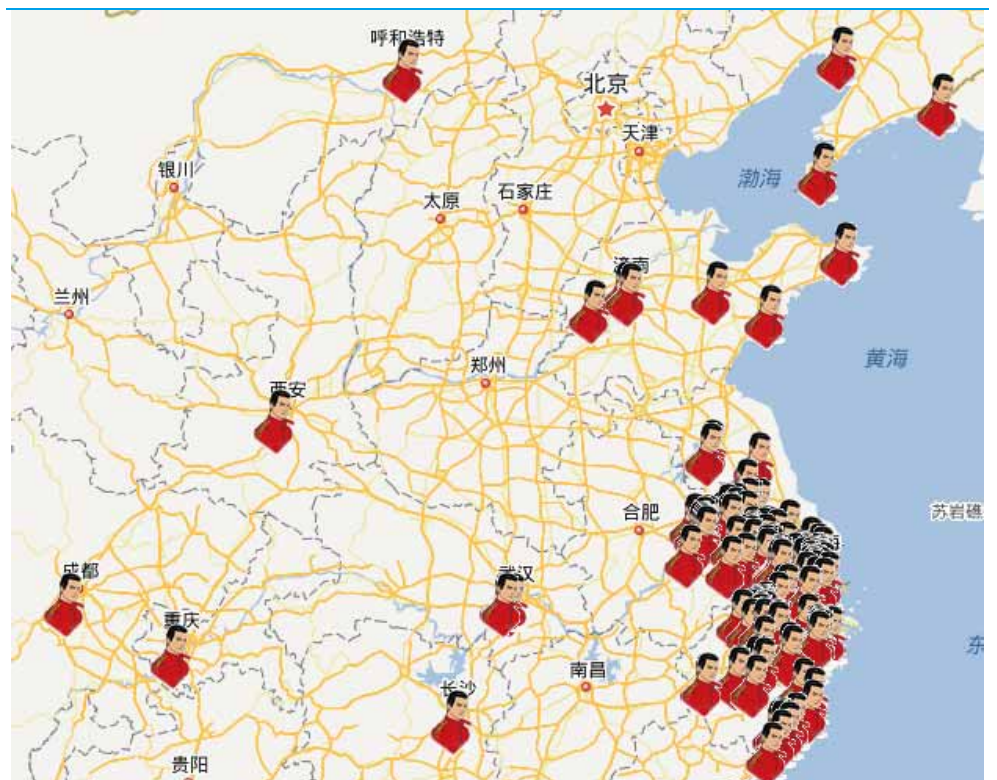 呼和浩特
北京
天津
渤海
银川
太原
石家庄
济南
兰州
郑州
黄海
西安
合肥
苏岩礁
成都
武汉
重庆
东
南昌
长沙
贵阳